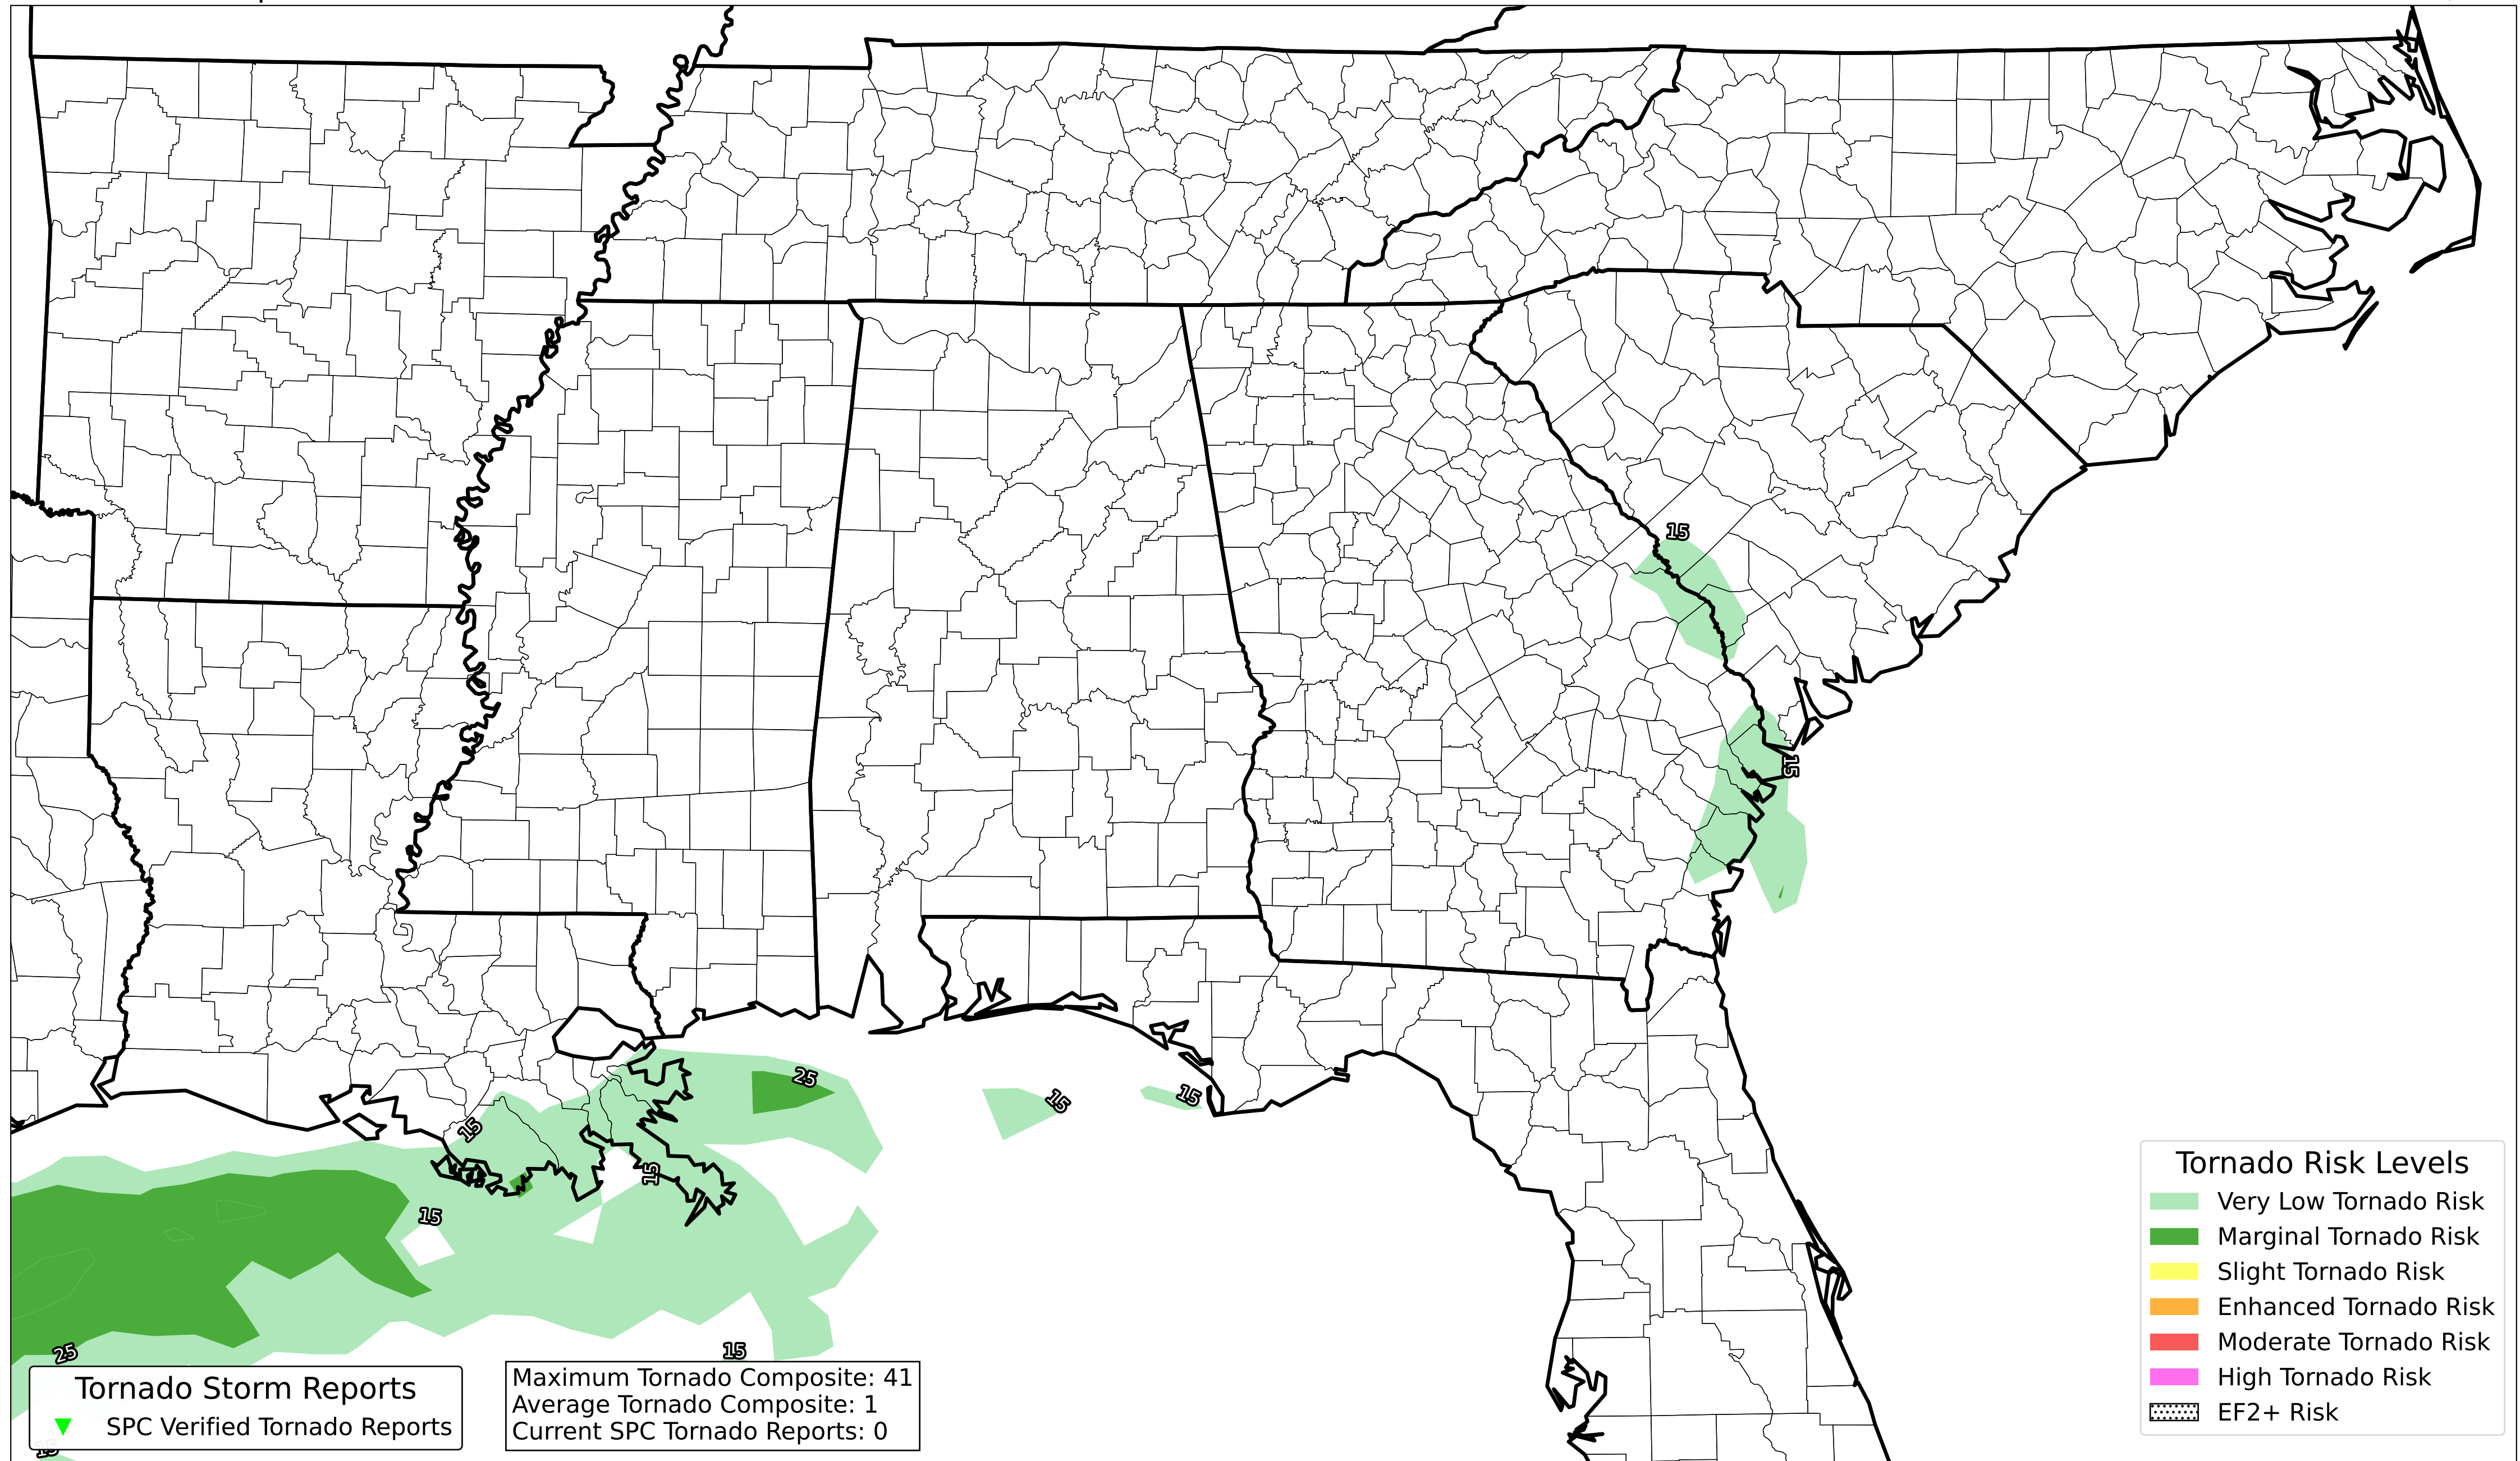 15
15
25
15
15
15
15
15
25
15
15
Tornado Risk Levels
Very Low Tornado Risk
Marginal Tornado Risk
Slight Tornado Risk
Enhanced Tornado Risk
Moderate Tornado Risk
High Tornado Risk
EF2+ Risk
Tornado Storm Reports
SPC Verified Tornado Reports
Maximum Tornado Composite: 41
Average Tornado Composite: 1
Current SPC Tornado Reports: 0